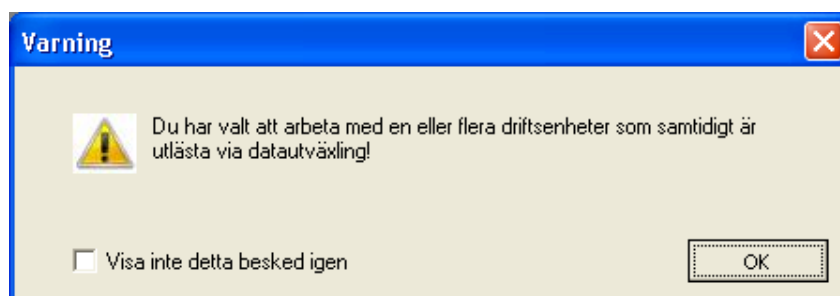 Varning
Du har valt att arbeta med en eller flera driftsenheter som samtidigt är
utlästa via datautväxling!
Visa inte detta besked igen
OK